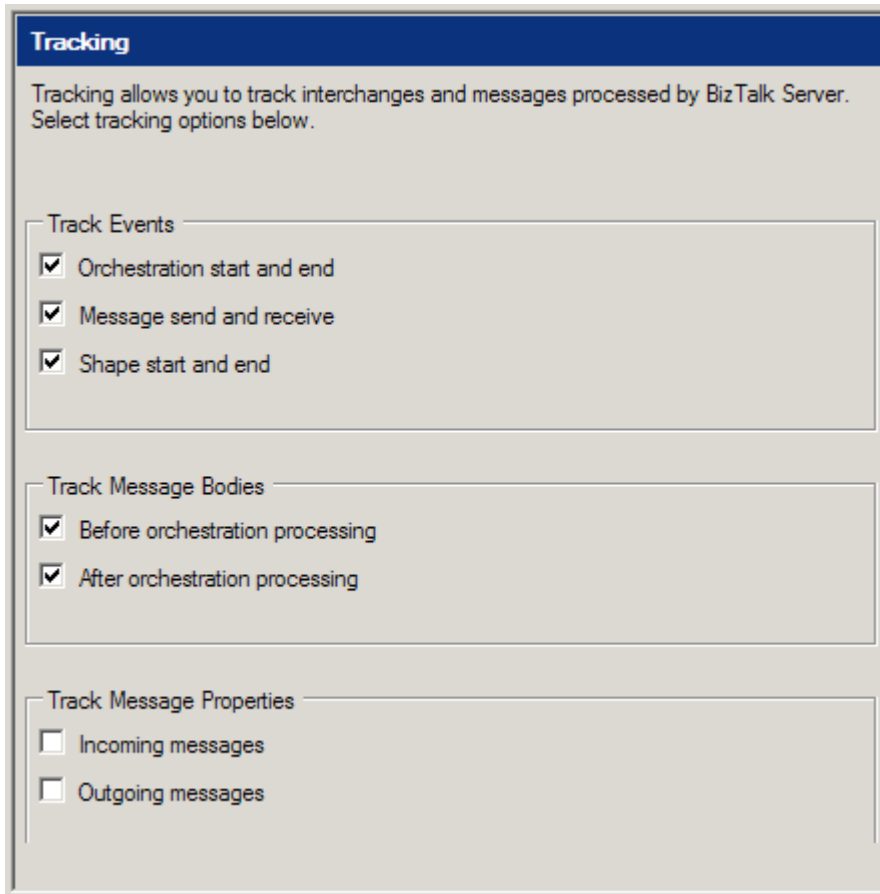 Tracking
Tracking allows you to track interchanges and messages processed by BizTalk Server.
Select tracking options below.
Track Events
Orchestration start and end
Message send and receive
Shape start and end
Track Message Bodies
Before orchestration processing
After orchestration processing
Track Message Properties
Incoming messages
Outgoing messages